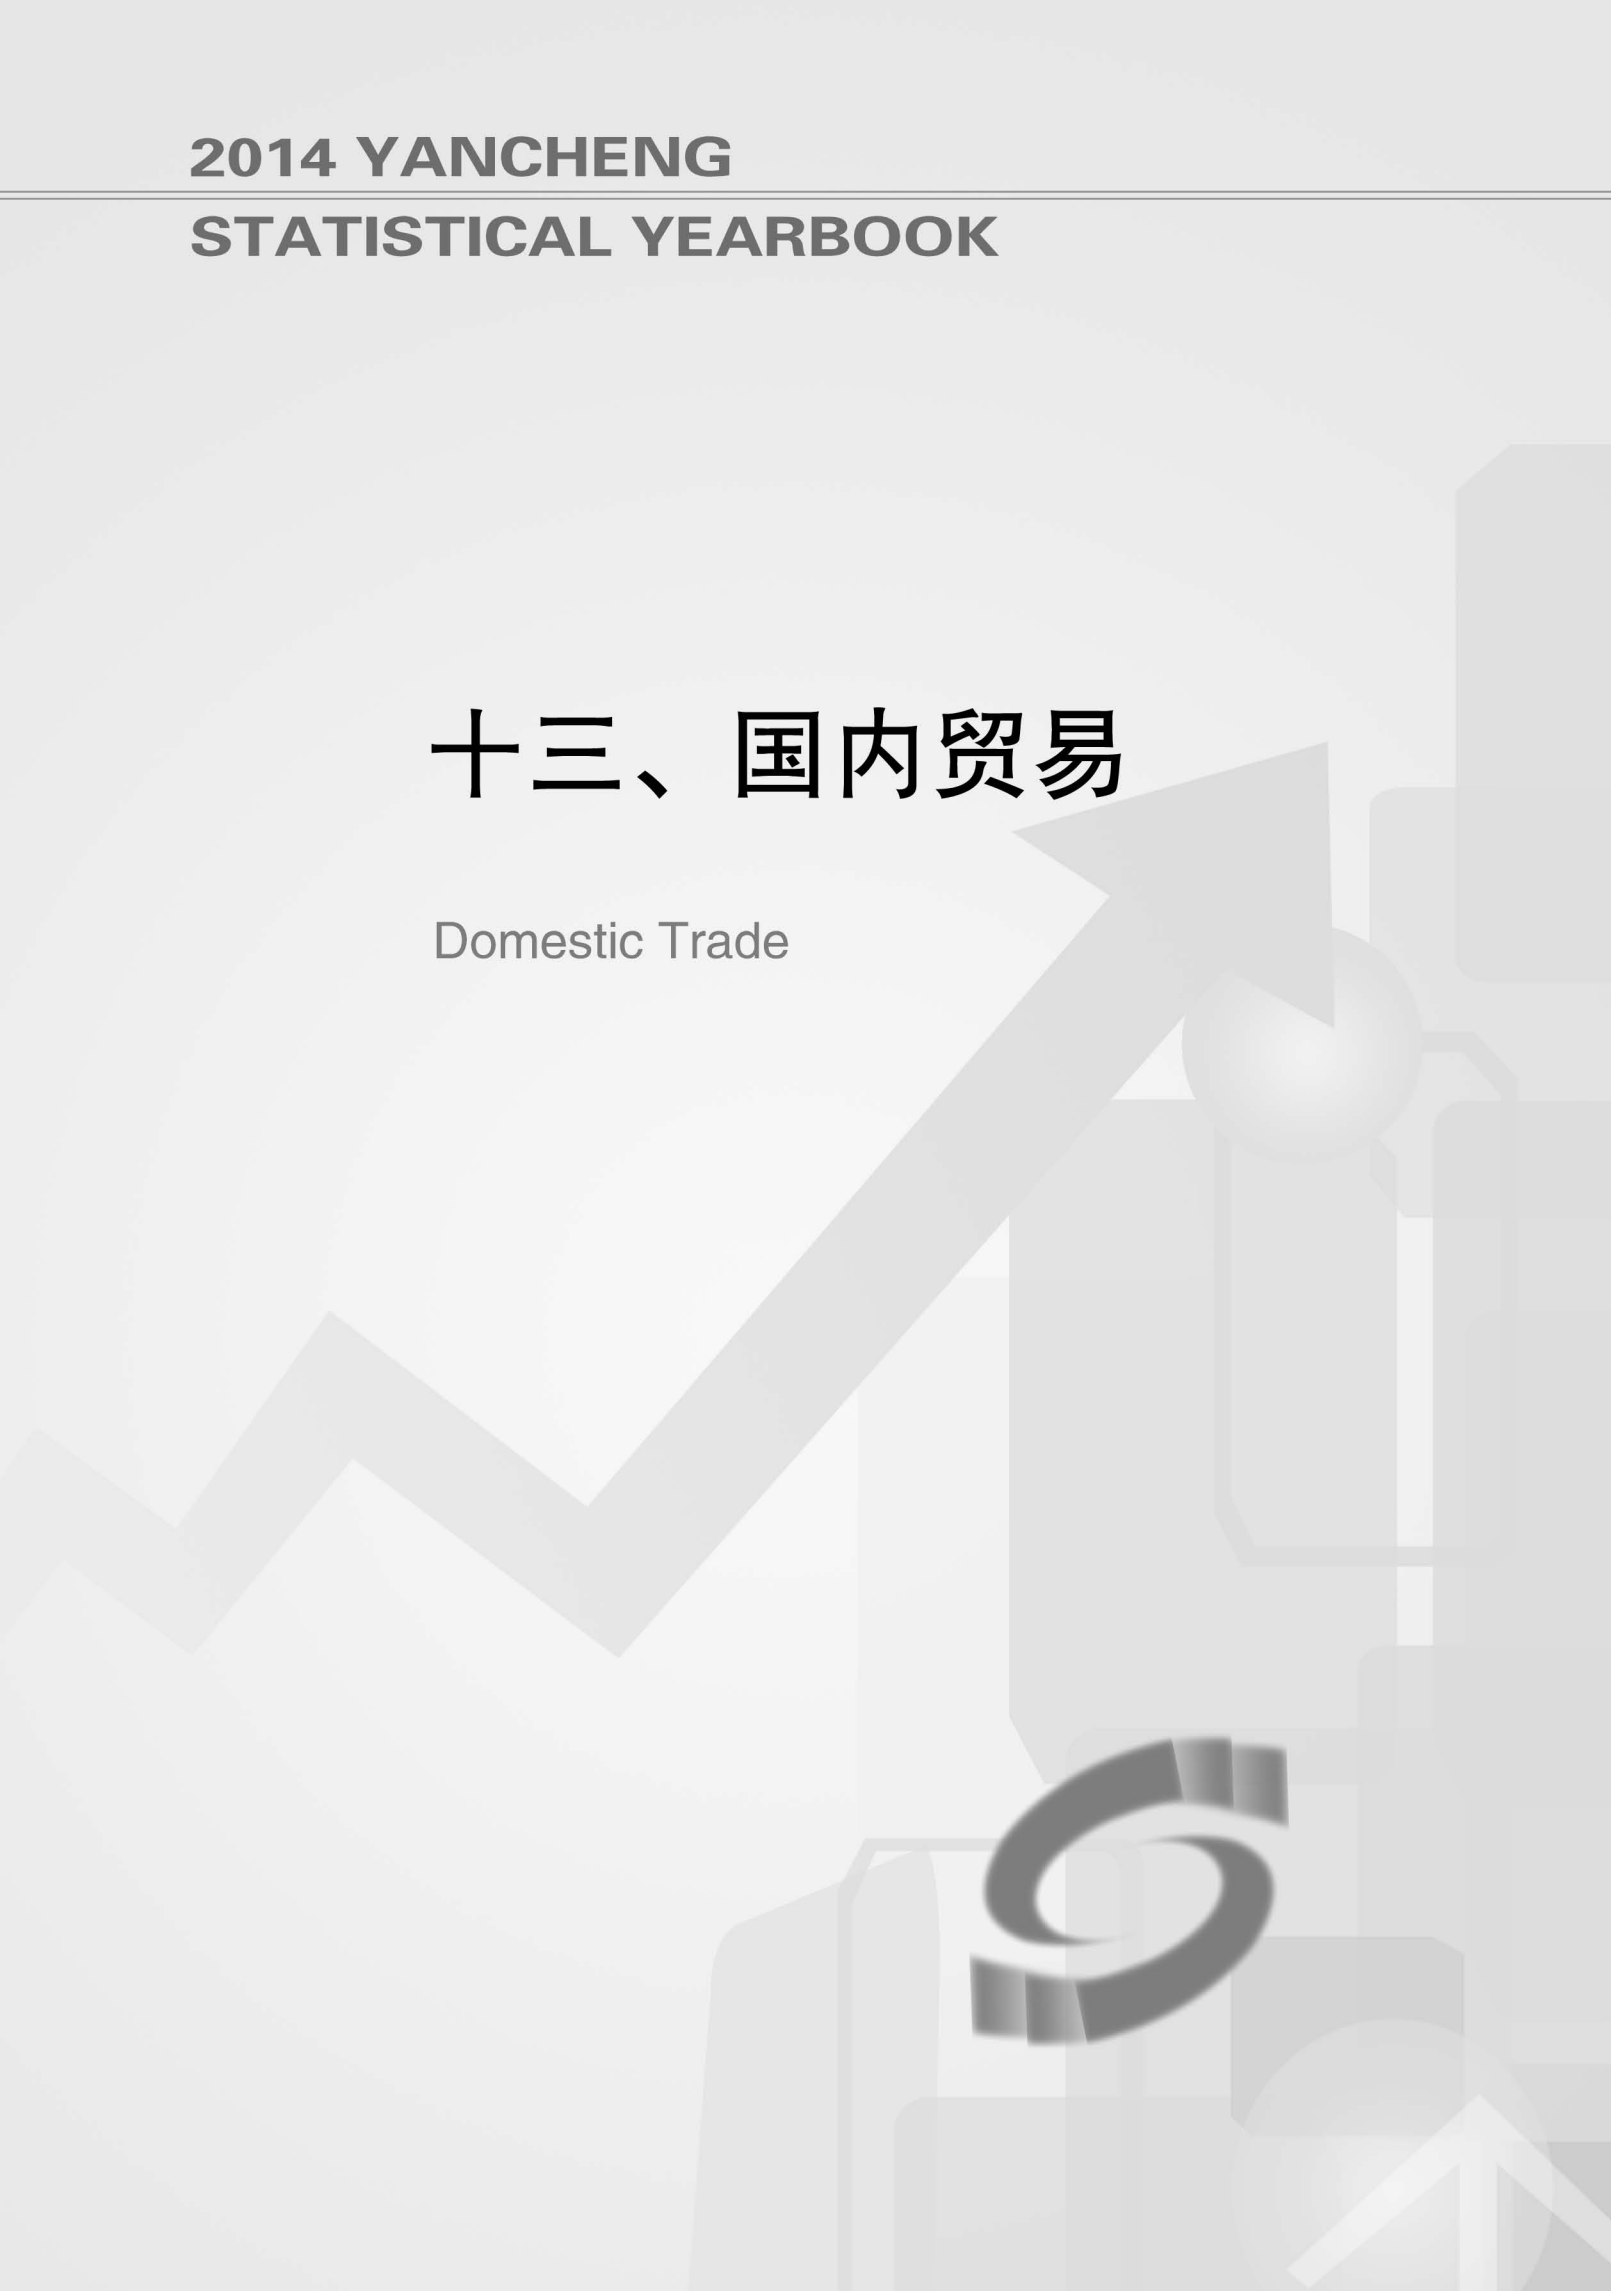 2014 YANCHENG
STATISTICAL YEARBOOK
十三、国内贸易
Domestic Trade